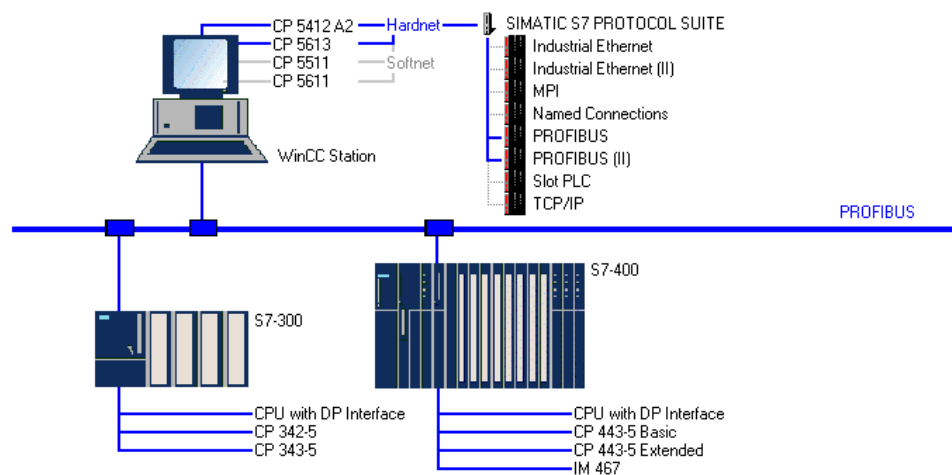 CP 5412 A2
Hardnet
CP 5613
CP 5511
Softnet
CP 5611
WinCC Station
SIMATIC S7 PROTOCOL SUITE
Industrial Ethernet
Industrial Ethernet (II)
MPI
Named Connections
PROFIBUS
PROFIBUS (II)
Slot PLC
TCP/IP
PROFIBUS
S7-300
CPU with DP Interface
CP 342-5
CP 343-5
S7-400
CPU with DP Interface
CP 443-5 Basic
CP 443-5 Extended
IM 467